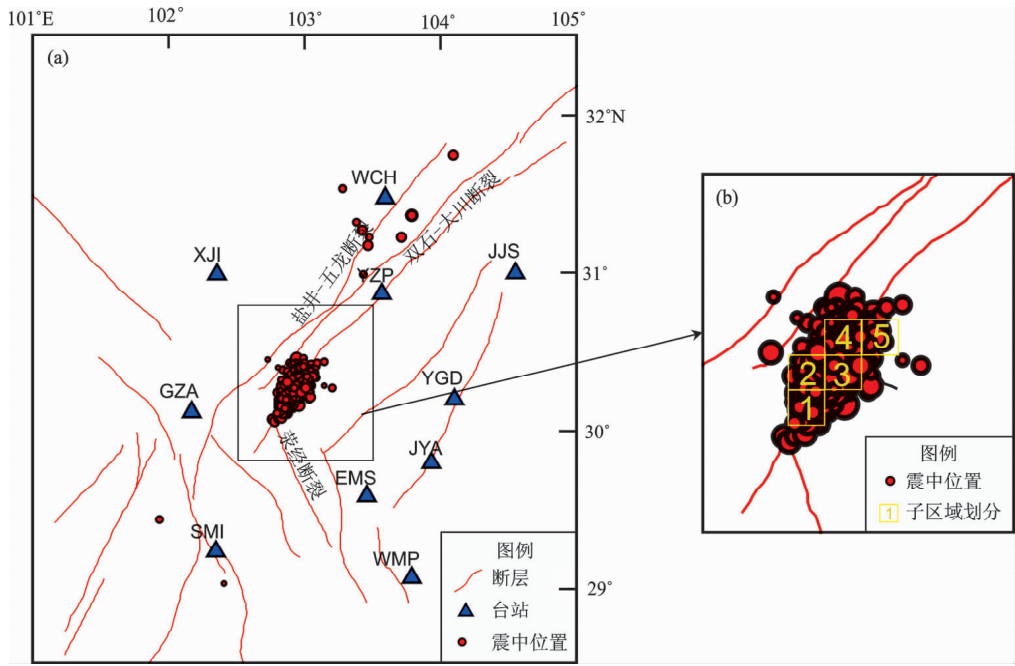 101°E 102° 103° 104° 105°
(a)
32°N
WCH
双石-大川断裂
盐井-五龙断裂
XJI
YZP
JJS
31°
GZA
YGD
30°
荥经断裂
JYA
EMS
SMI
WMP
29°
图例
断层
台站
震中位置
(b)
4 5
2 3
1
图例
震中位置
1 子区域划分